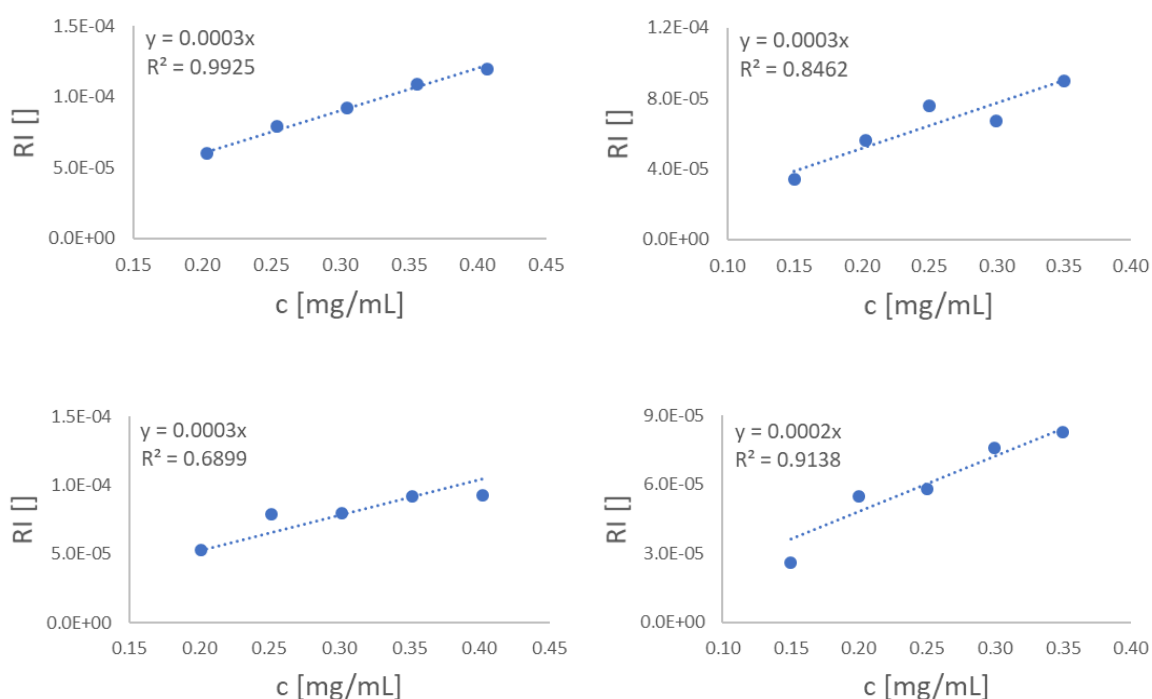 1.5E-04
y = 0.0003x
R² = 0.9925
1.0E-04
RI []
5.0E-05
0.0E+00
0.15 0.20 0.25 0.30 0.35 0.40 0.45
c [mg/mL]
1.2E-04
y = 0.0003x
R² = 0.8462
8.0E-05
RI []
4.0E-05
0.0E+00
0.10 0.15 0.20 0.25 0.30 0.35 0.40
c [mg/mL]
1.5E-04
y = 0.0003x
R² = 0.6899
1.0E-04
RI []
5.0E-05
0.0E+00
0.15 0.20 0.25 0.30 0.35 0.40 0.45
c [mg/mL]
9.0E-05
y = 0.0002x
R² = 0.9138
6.0E-05
RI []
3.0E-05
0.0E+00
0.10 0.15 0.20 0.25 0.30 0.35 0.40
c [mg/mL]